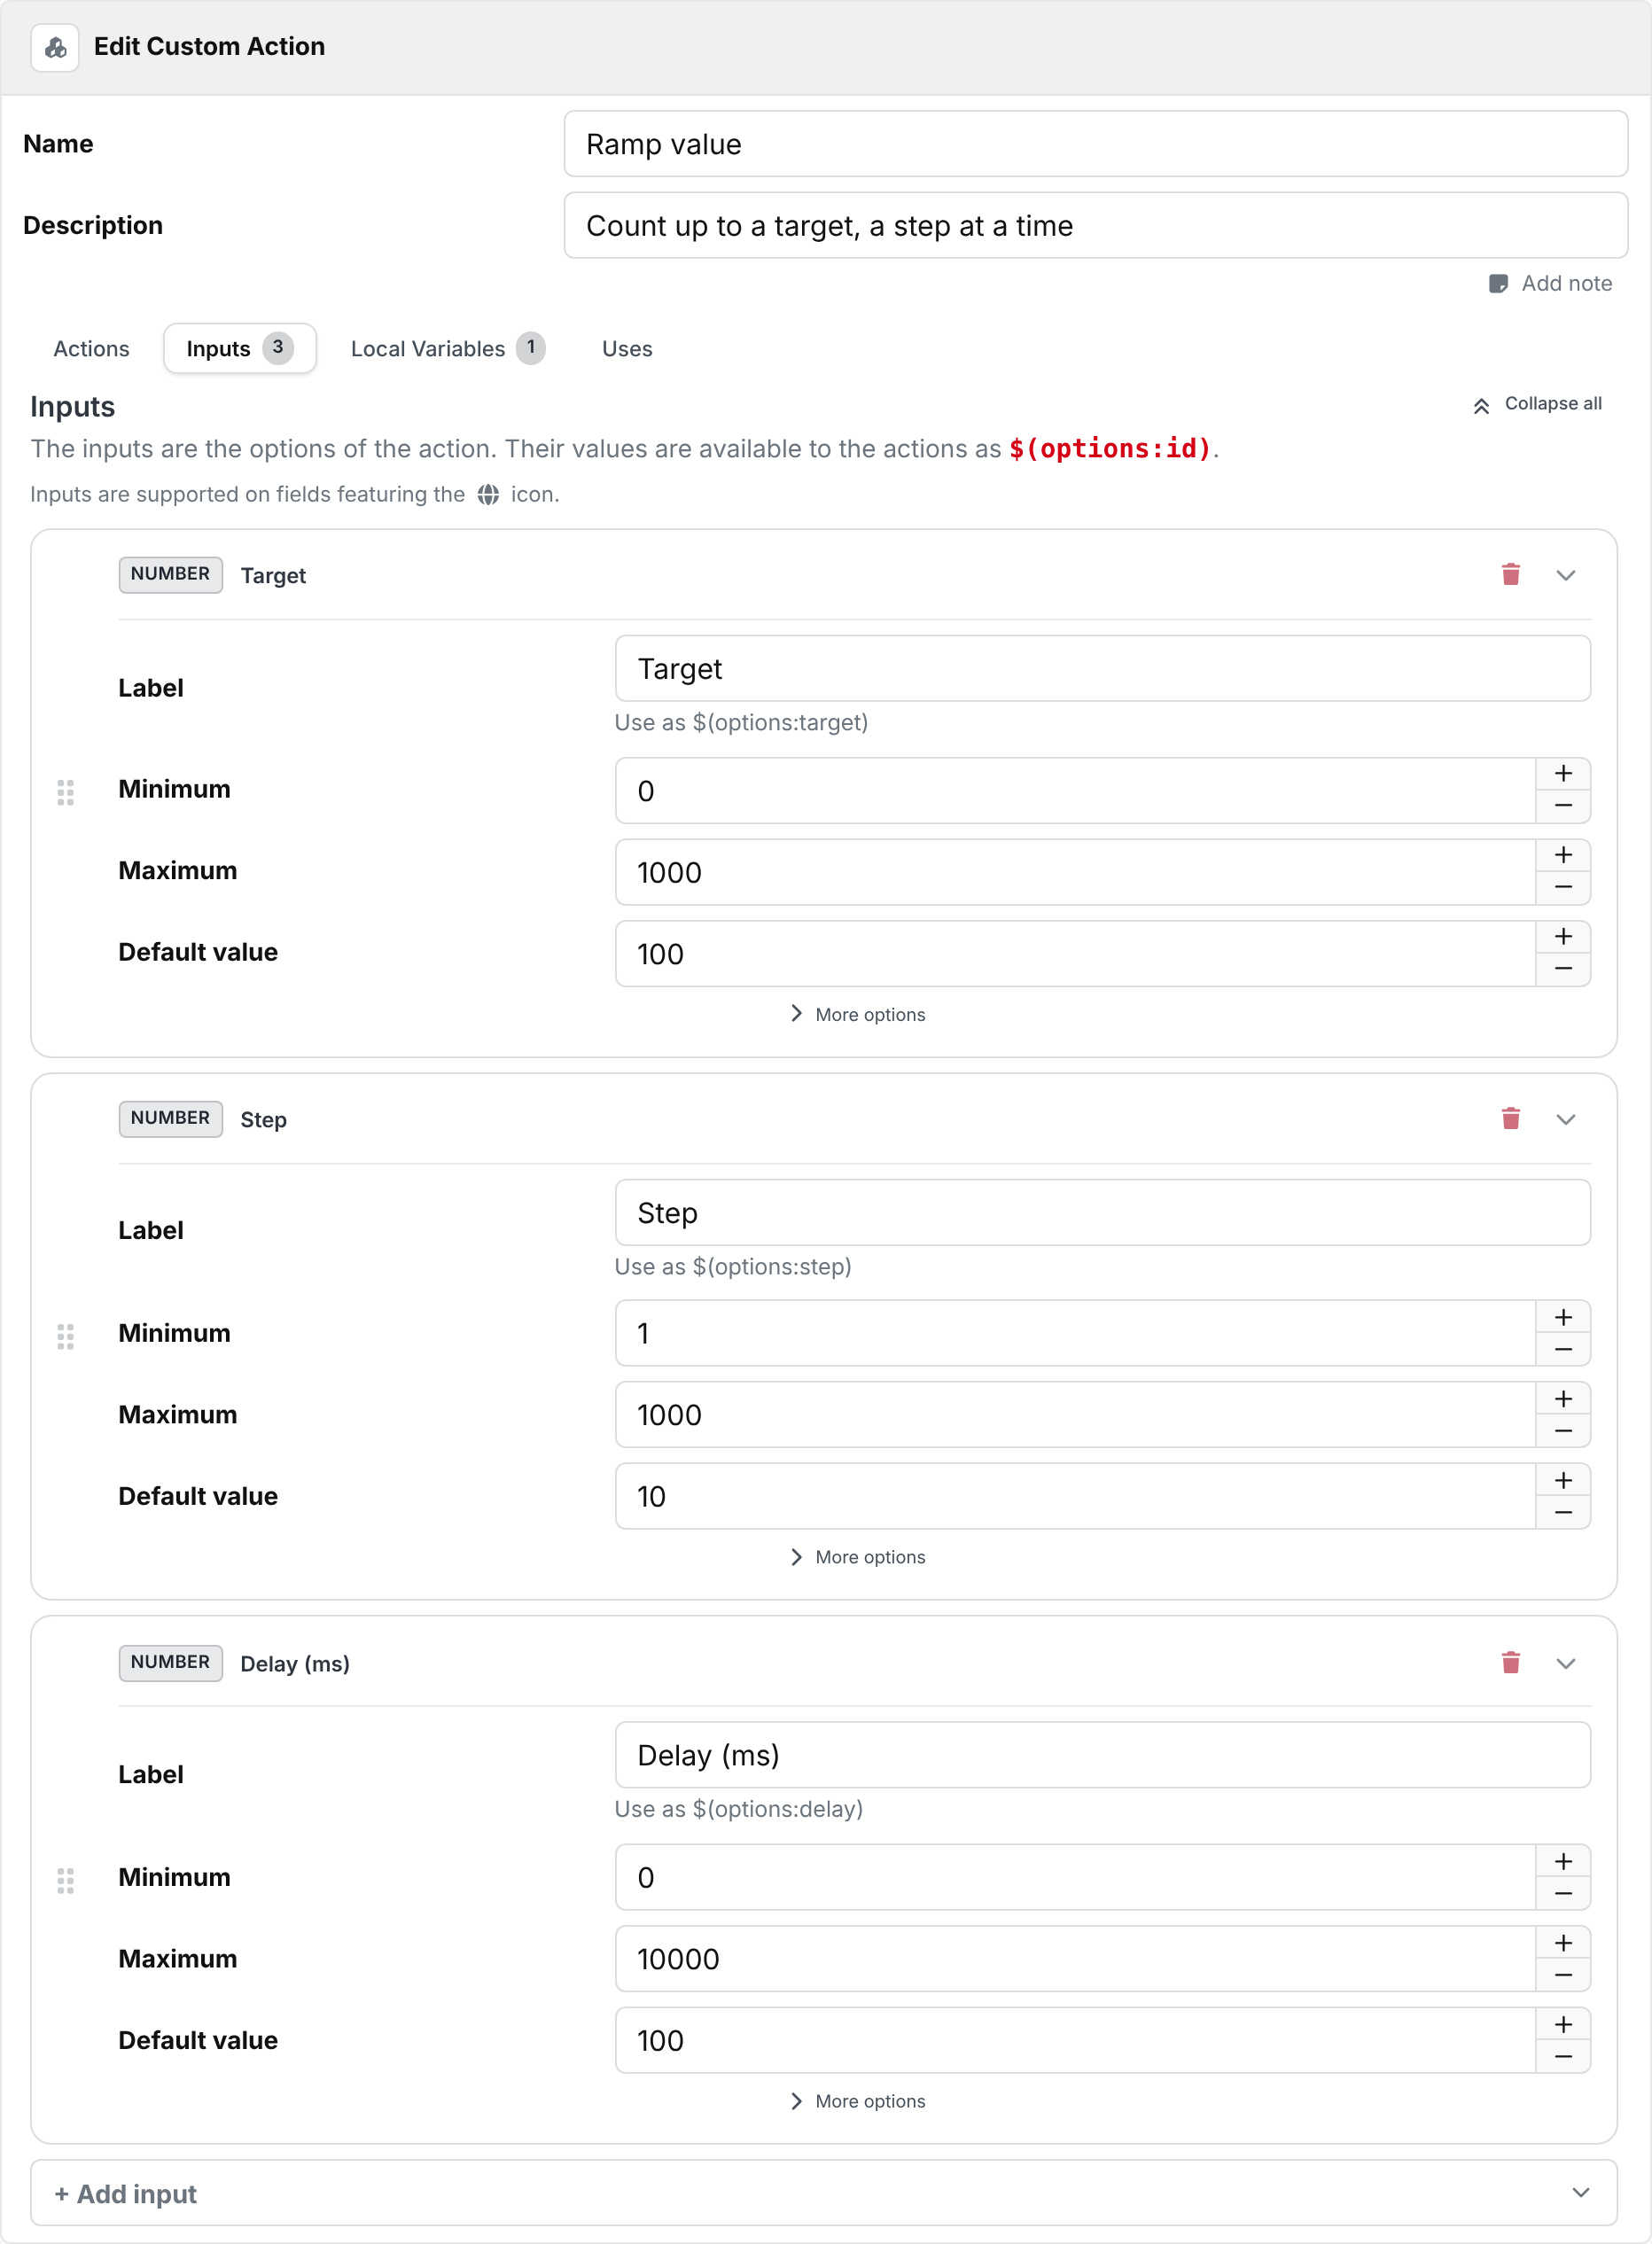 Edit Custom Action
Name
Ramp value
Description
Count up to a target, a step at a time
Add note
Actions Inputs 3 Local Variables 1 Uses
Inputs
Collapse all
The inputs are the options of the action. Their values are available to the actions as $(options:id).
Inputs are supported on fields featuring the icon.
NUMBER Target
Label
Target
Use as $(options:target)
Minimum
0
Maximum
1000
Default value
100
More options
NUMBER Step
Label
Step
Use as $(options:step)
Minimum
1
Maximum
1000
Default value
10
More options
NUMBER Delay (ms)
Label
Delay (ms)
Use as $(options:delay)
Minimum
0
Maximum
10000
Default value
100
More options
+ Add input